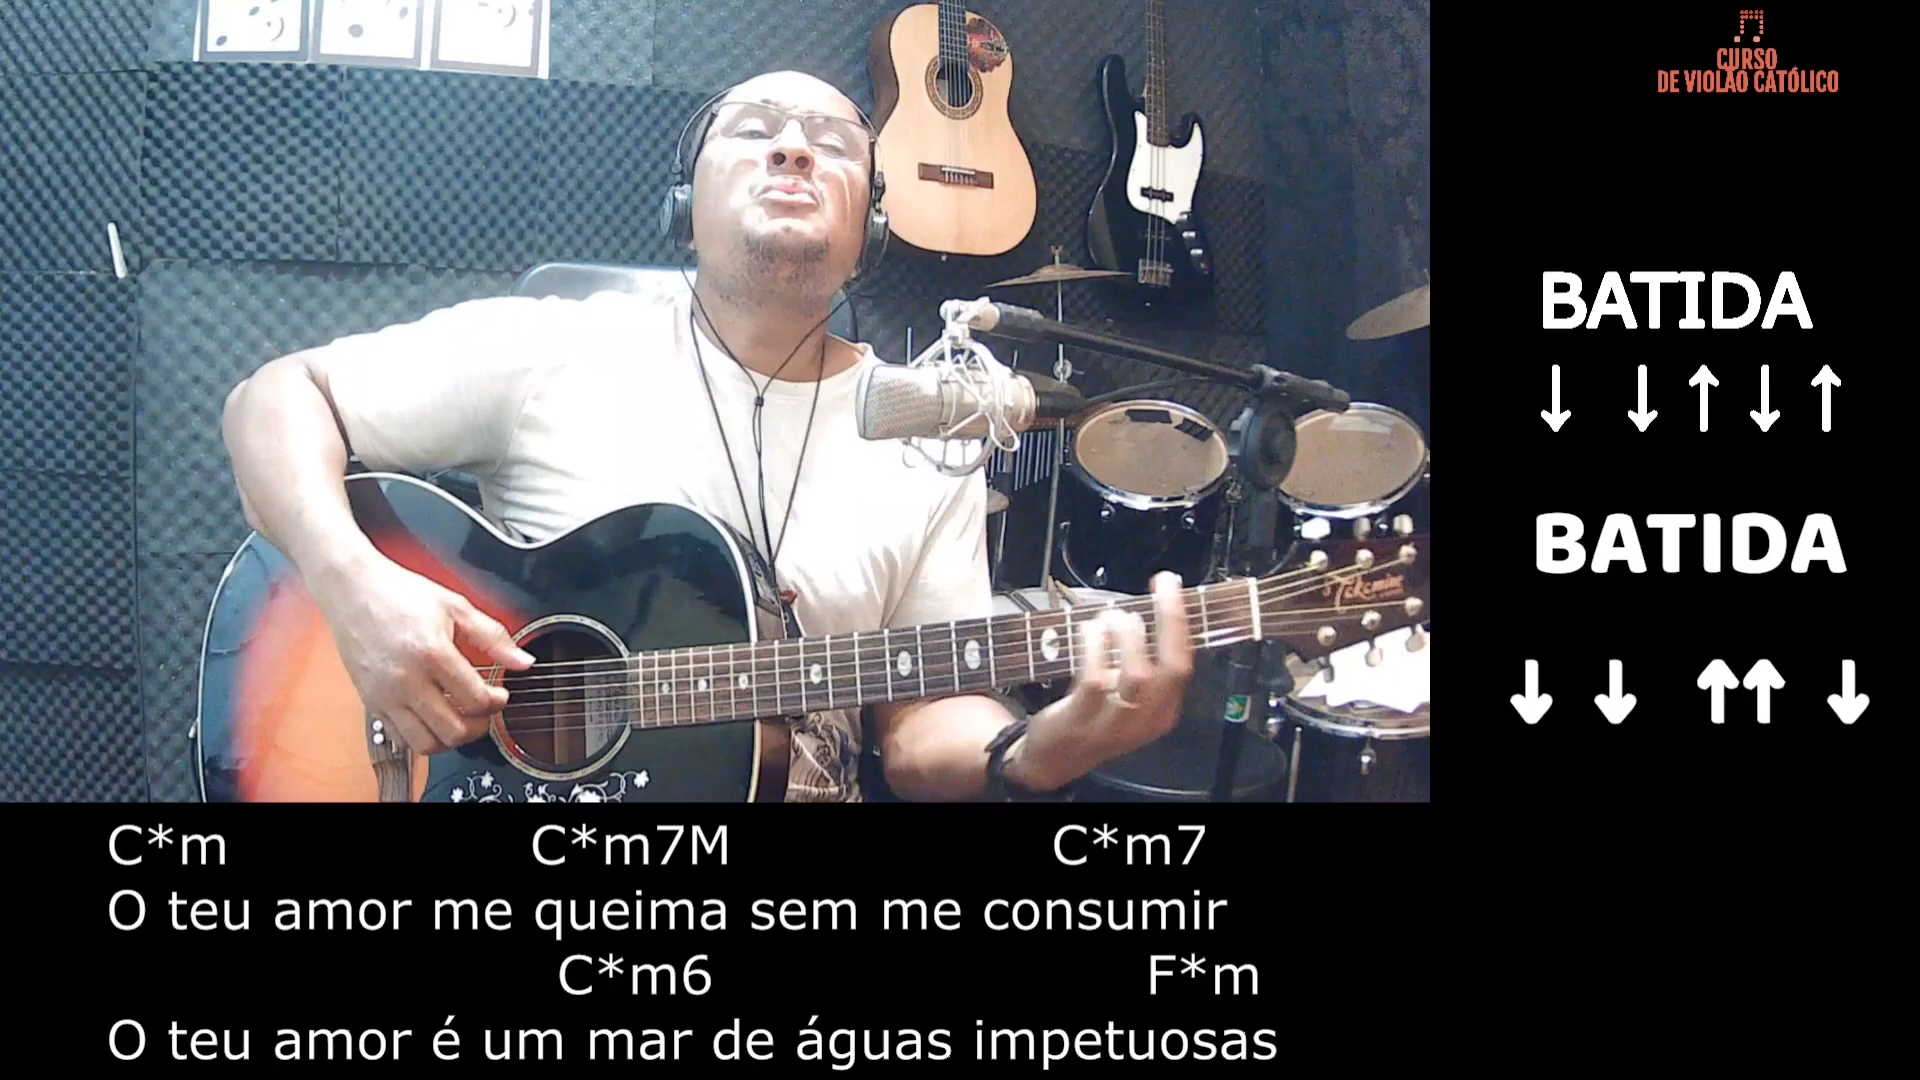 CURSO
DE VIOLÃO CATÓLICO
BATIDA
↓ ↓↑↓↑
BATIDA
↓ ↓ ↑↑ ↓
Takamine
C*m C*m7M C*m7
O teu amor me queima sem me consumir
C*m6 F*m
O teu amor é um mar de águas impetuosas